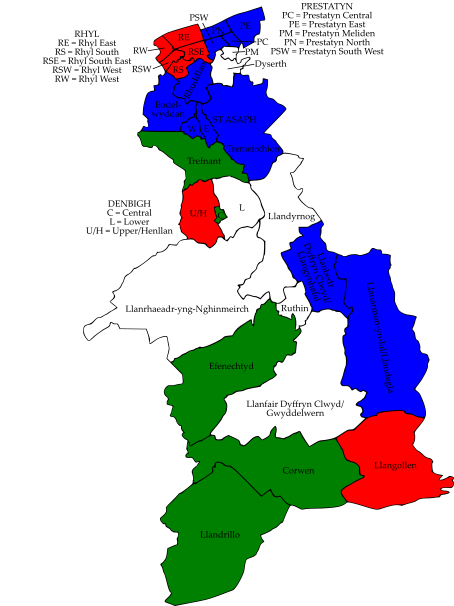 PRESTATYN
PC = Prestatyn Central
PE = Prestatyn East
PM = Prestatyn Meliden
PN = Prestatyn North
PSW = Prestatyn South West
RHYL
RE = Rhyl East
RS = Rhyl South
RSE = Rhyl South East
RSW = Rhyl West
RW = Rhyl West
PSW
RE
PN
PE
RW
RSE
PC
PM
RSW
RS
Dyserth
Rhuddlan
Bodel-
wyddan
ST ASAPH
W
E
Tremeirchion
Trefnant
DENBIGH
C = Central
L = Lower
U/H = Upper/Henllan
U/H
C
L
Llandyrnog
Llanrhaeadr-yng-Nghinmeirch
Ruthin
Efenechtyd
Llanfair Dyffryn Clwyd/
Gwyddelwern
Corwen
Llangollen
Llandrillo